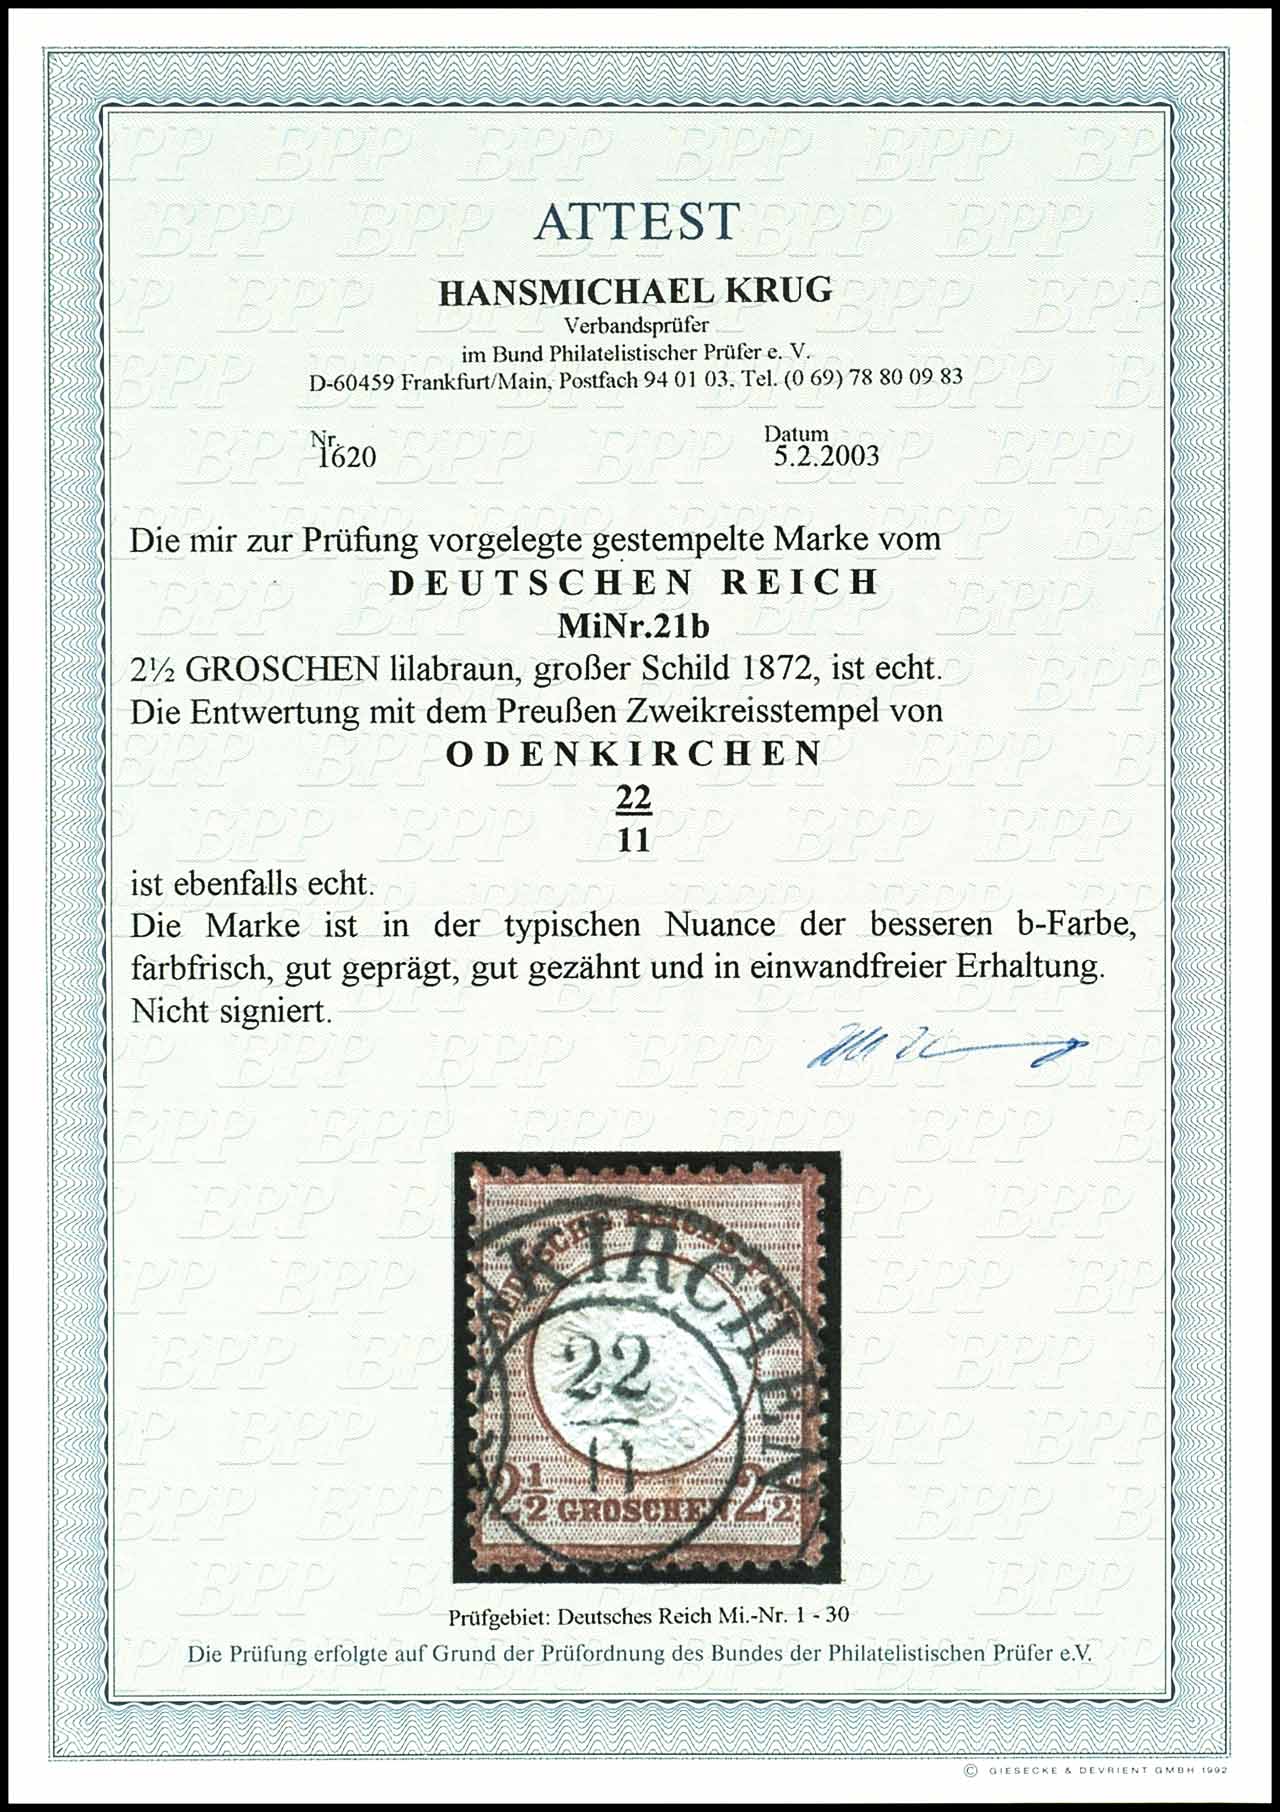 ATTEST
HANSMICHAEL KRUG
Verbandsprüfer
im Bund Philatelistischer Prüfer e. V.
D-60459 Frankfurt/Main, Postfach 94 01 03, Tel. (0 69) 78 80 09 83
Nr. Datum
1620 5.2.2003
Die mir zur Prüfung vorgelegte gestempelte Marke vom
DEUTSCHEN REICH
MiNr.21b
2½ GROSCHEN lilabraun, großer Schild 1872, ist echt.
Die Entwertung mit dem Preußen Zweikreisstempel von
ODENKIRCHEN
22
11
ist ebenfalls echt.
Die Marke ist in der typischen Nuance der besseren b-Farbe,
farbfrisch, gut geprägt, gut gezähnt und in einwandfreier Erhaltung.
Nicht signiert.
KIRCHEN
22
11
2½ GROSCHEN 2½
Prüfgebiet: Deutsches Reich Mi.-Nr. 1 - 30
Die Prüfung erfolgte auf Grund der Prüfordnung des Bundes der Philatelistischen Prüfer e.V.
© GIESECKE & DEVRIENT GMBH 1992